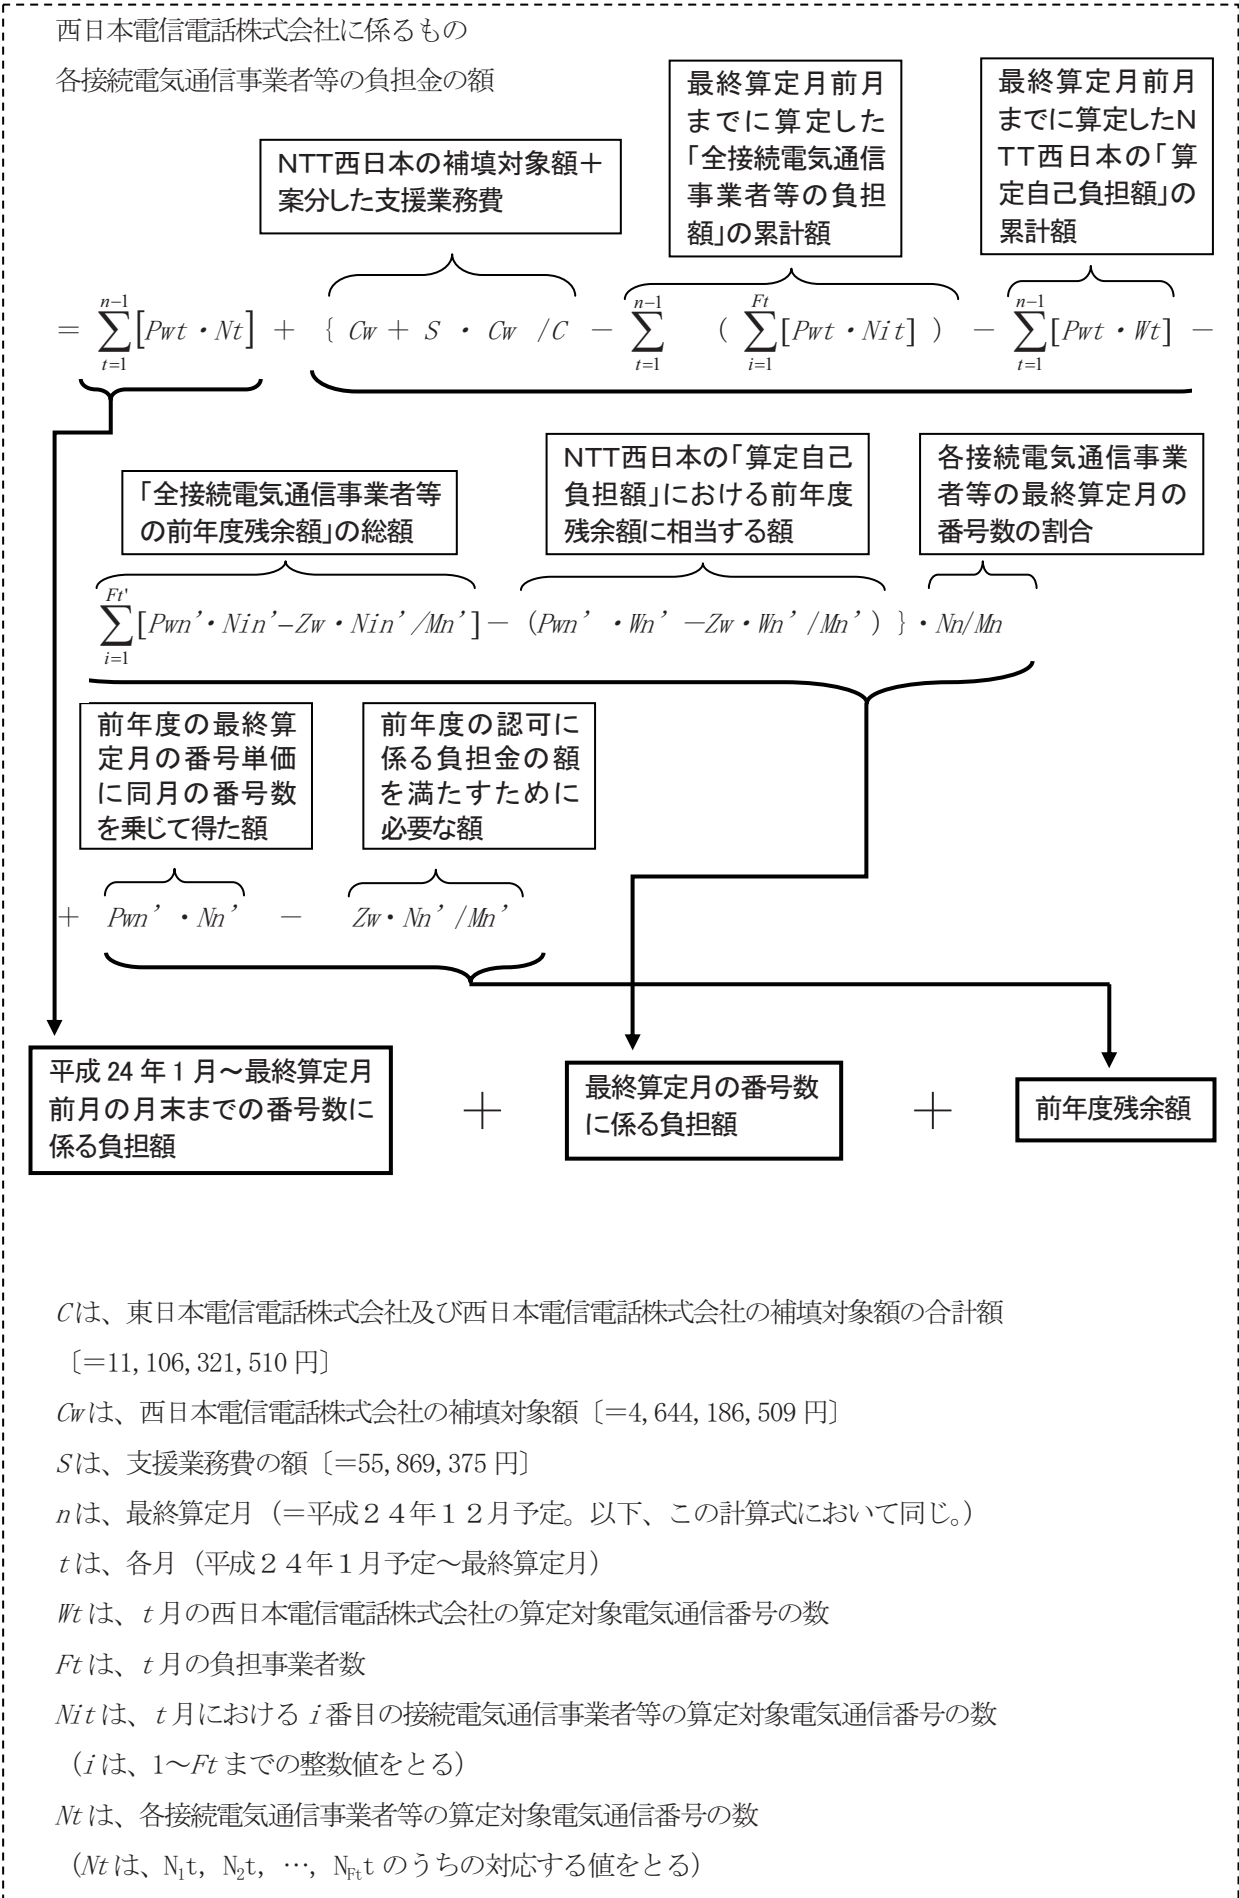 西日本電信電話株式会社に係るもの
各接続電気通信事業者等の負担金の額
最終算定月前月
までに算定した
「全接続電気通信
事業者等の負担
額」の累計額
最終算定月前月
までに算定したN
TT西日本の「算
定自己負担額」の
累計額
NTT西日本の補填対象額+
案分した支援業務費
= \sum_{t=1}^{n-1}[Pwt・Nt] + { Cw + S ・ Cw /C - \sum_{t=1}^{n-1} ( \sum_{i=1}^{Ft}[Pwt・Nit] ) - \sum_{t=1}^{n-1}[Pwt・Wt] -
「全接続電気通信事業者等
の前年度残余額」の総額
NTT西日本の「算定自己
負担額」における前年度
残余額に相当する額
各接続電気通信事業
者等の最終算定月の
番号数の割合
\sum_{i=1}^{Ft'}[Pwn'・Nin'-Zw・Nin'/Mn']- (Pwn' ・Wn' -Zw・Wn'/Mn') }・Nn/Mn
前年度の最終算
定月の番号単価
に同月の番号数
を乗じて得た額
前年度の認可に
係る負担金の額
を満たすために
必要な額
+ Pwn' ・Nn' - Zw・Nn'/Mn'
平成 24 年 1 月~最終算定月
前月の月末までの番号数に
係る負担額
+
最終算定月の番号数
に係る負担額
+
前年度残余額
Cは、東日本電信電話株式会社及び西日本電信電話株式会社の補填対象額の合計額
〔=11,106,321,510 円〕
Cwは、西日本電信電話株式会社の補填対象額〔=4,644,186,509 円〕
Sは、支援業務費の額〔=55,869,375 円〕
nは、最終算定月(=平成24年12月予定。以下、この計算式において同じ。)
tは、各月(平成24年1月予定~最終算定月)
Wtは、t月の西日本電信電話株式会社の算定対象電気通信番号の数
Ftは、t月の負担事業者数
Nitは、t月におけるi番目の接続電気通信事業者等の算定対象電気通信番号の数
(iは、1~Ftまでの整数値をとる)
Ntは、各接続電気通信事業者等の算定対象電気通信番号の数
(Ntは、N₁t, N₂t, …, N_{Ft}t のうちの対応する値をとる)